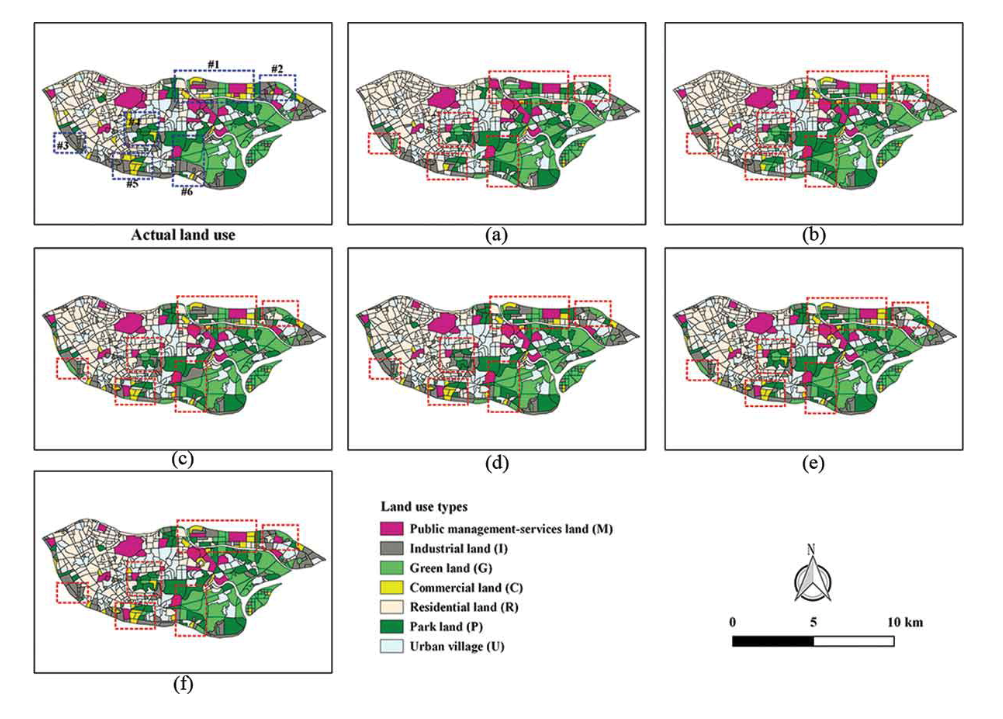 #1
#2
#3
#5
#6
Actual land use
(a)
(b)
(c)
(d)
(e)
(f)
Land use types
Public management-services land (M)
Industrial land (I)
Green land (G)
Commercial land (C)
Residential land (R)
Park land (P)
Urban village (U)
N
0 5 10 km